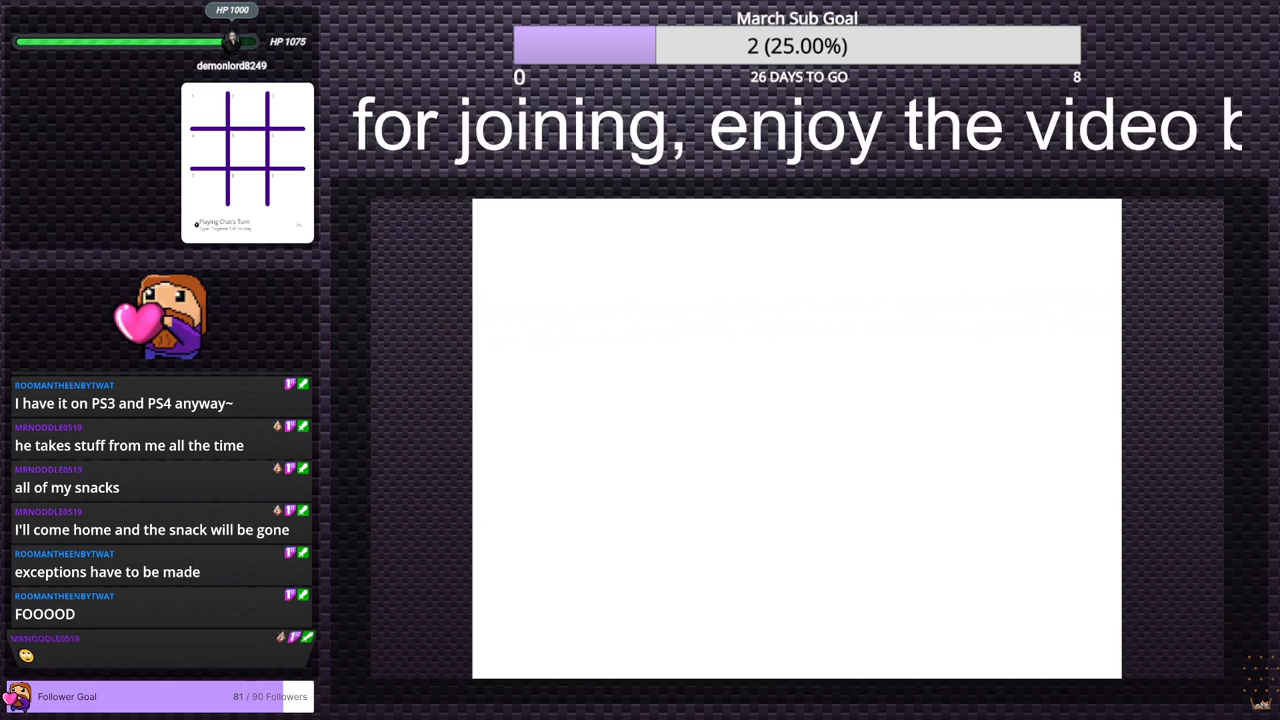 HP 1000
HP 1075
demonlord8249
March Sub Goal
2 (25.00%)
0
26 DAYS TO GO
8
for joining, enjoy the video b
Playing Chat's Turn
ROOMANTHEENBYTWAT
I have it on PS3 and PS4 anyway~
MRNOODLE0519
he takes stuff from me all the time
MRNOODLE0519
all of my snacks
MRNOODLE0519
I'll come home and the snack will be gone
ROOMANTHEENBYTWAT
exceptions have to be made
ROOMANTHEENBYTWAT
FOOOOD
MRNOODLE0519
Follower Goal
81 / 90 Followers